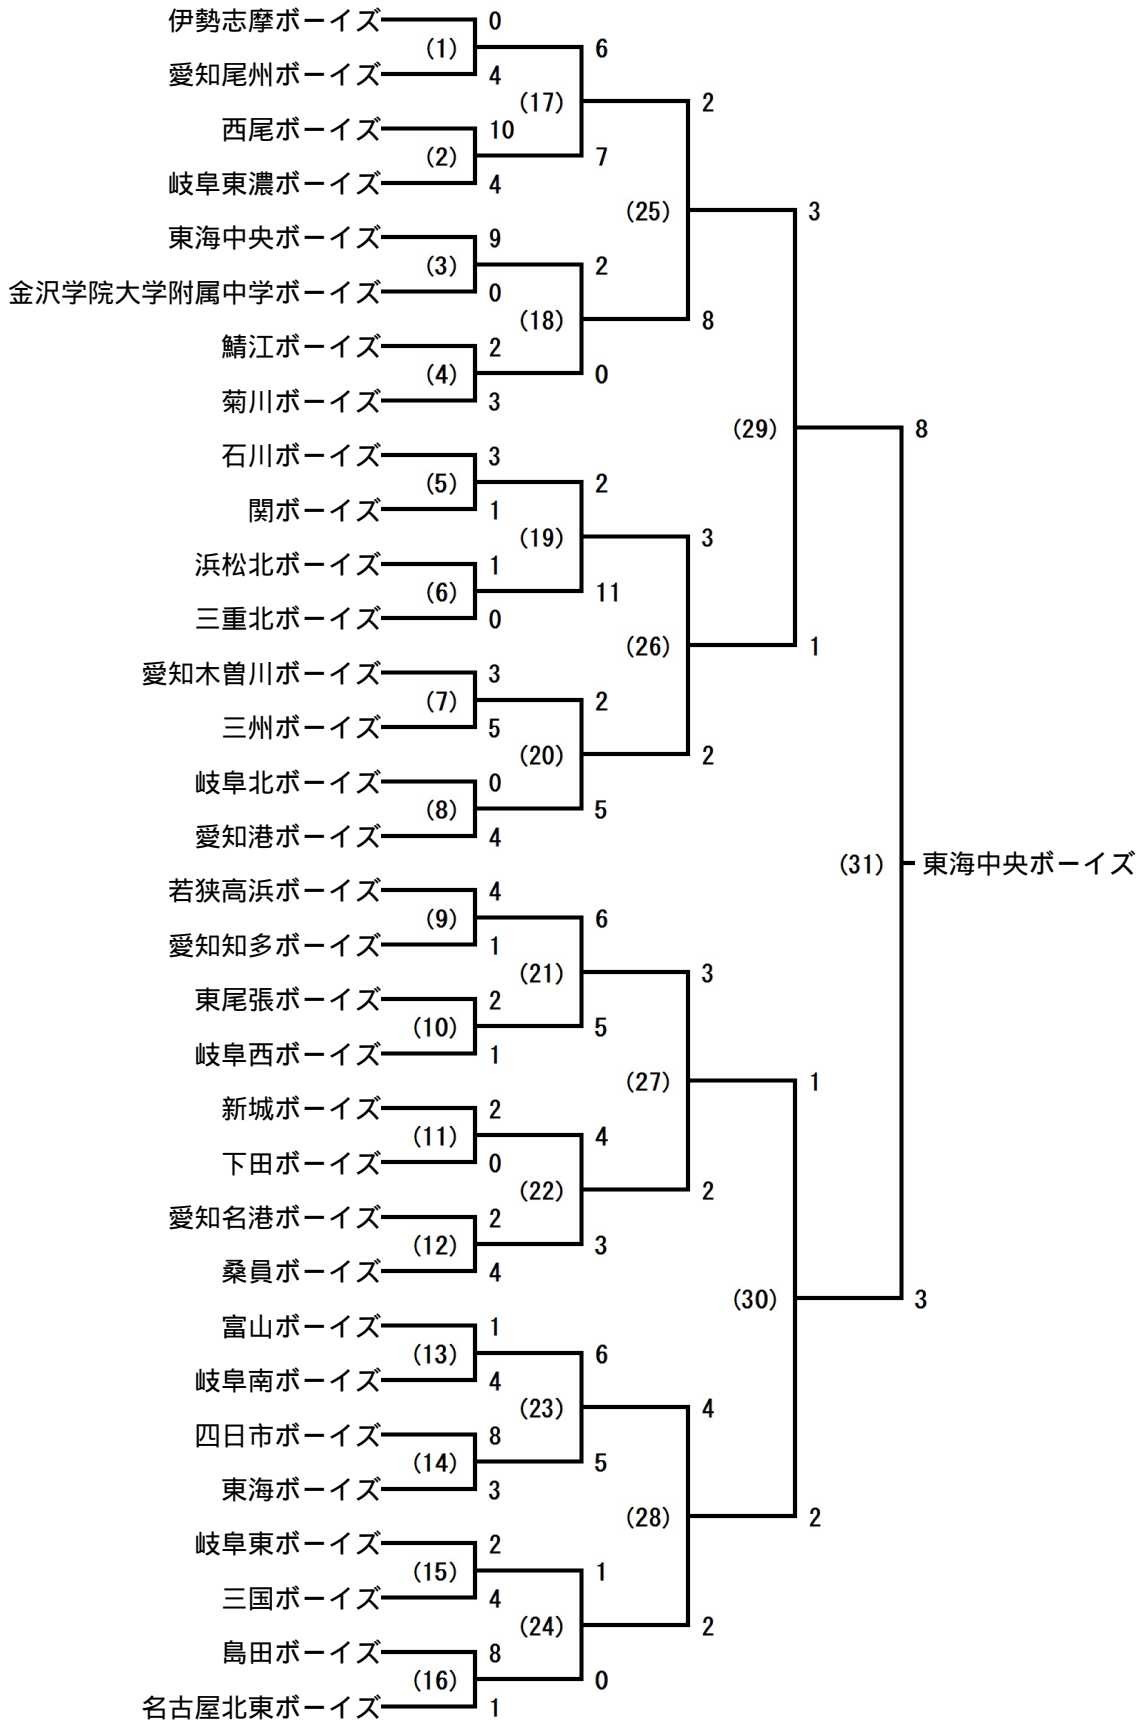 伊勢志摩ボーイズ 0
(1) 6
愛知尾州ボーイズ 4
(17) 2
西尾ボーイズ 10
(2) 7
岐阜東濃ボーイズ 4
(25) 3
東海中央ボーイズ 9
(3) 2
金沢学院大学附属中学ボーイズ 0
(18) 8
鯖江ボーイズ 2
(4) 0
菊川ボーイズ 3
(29) 8
石川ボーイズ 3
(5) 2
関ボーイズ 1
(19) 3
浜松北ボーイズ 1
(6) 11
三重北ボーイズ 0
(26) 1
愛知木曽川ボーイズ 3
(7) 2
三州ボーイズ 5
(20) 2
岐阜北ボーイズ 0
(8) 5
愛知港ボーイズ 4
(31) 東海中央ボーイズ
若狭高浜ボーイズ 4
(9) 6
愛知知多ボーイズ 1
(21) 3
東尾張ボーイズ 2
(10) 5
岐阜西ボーイズ 1
(27) 1
新城ボーイズ 2
(11) 4
下田ボーイズ 0
(22) 2
愛知名港ボーイズ 2
(12) 3
桑員ボーイズ 4
(30) 3
富山ボーイズ 1
(13) 6
岐阜南ボーイズ 4
(23) 4
四日市ボーイズ 8
(14) 5
東海ボーイズ 3
(28) 2
岐阜東ボーイズ 2
(15) 1
三国ボーイズ 4
(24) 2
島田ボーイズ 8
(16) 0
名古屋北東ボーイズ 1